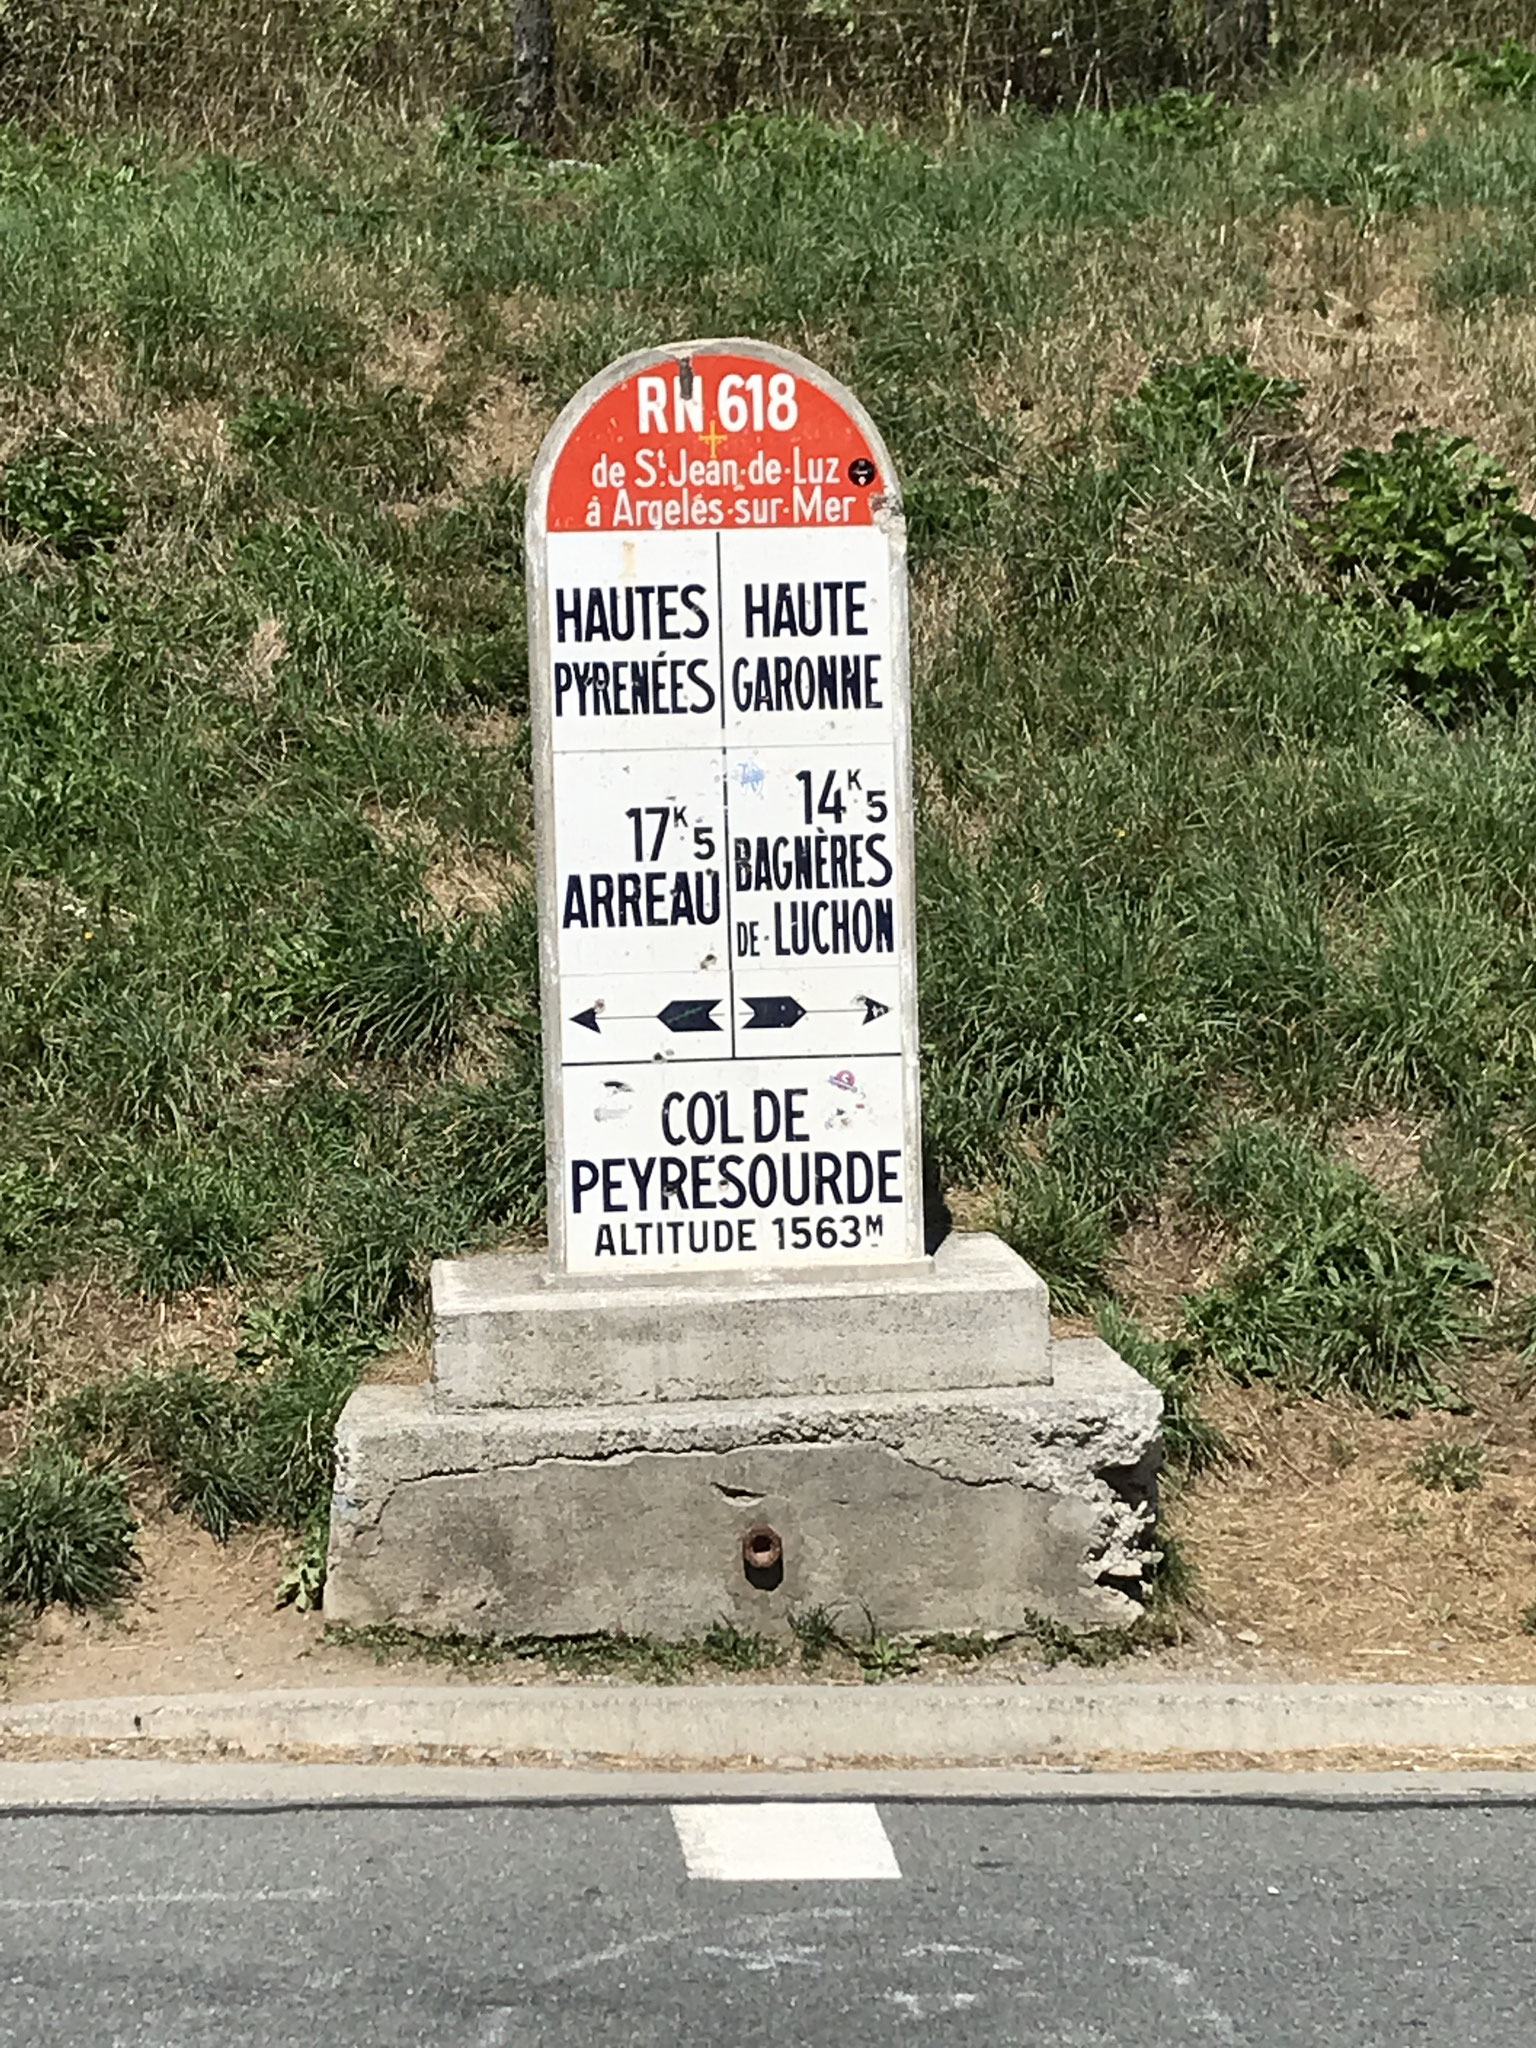 RN 618
de St Jean-de-Luz
à Argelès-sur-Mer
HAUTES
PYRENÉES
HAUTE
GARONNE
17K5
ARREAU
14K5
BAGNÈRES
DE-LUCHON
COL DE
PEYRESOURDE
ALTITUDE 1563M